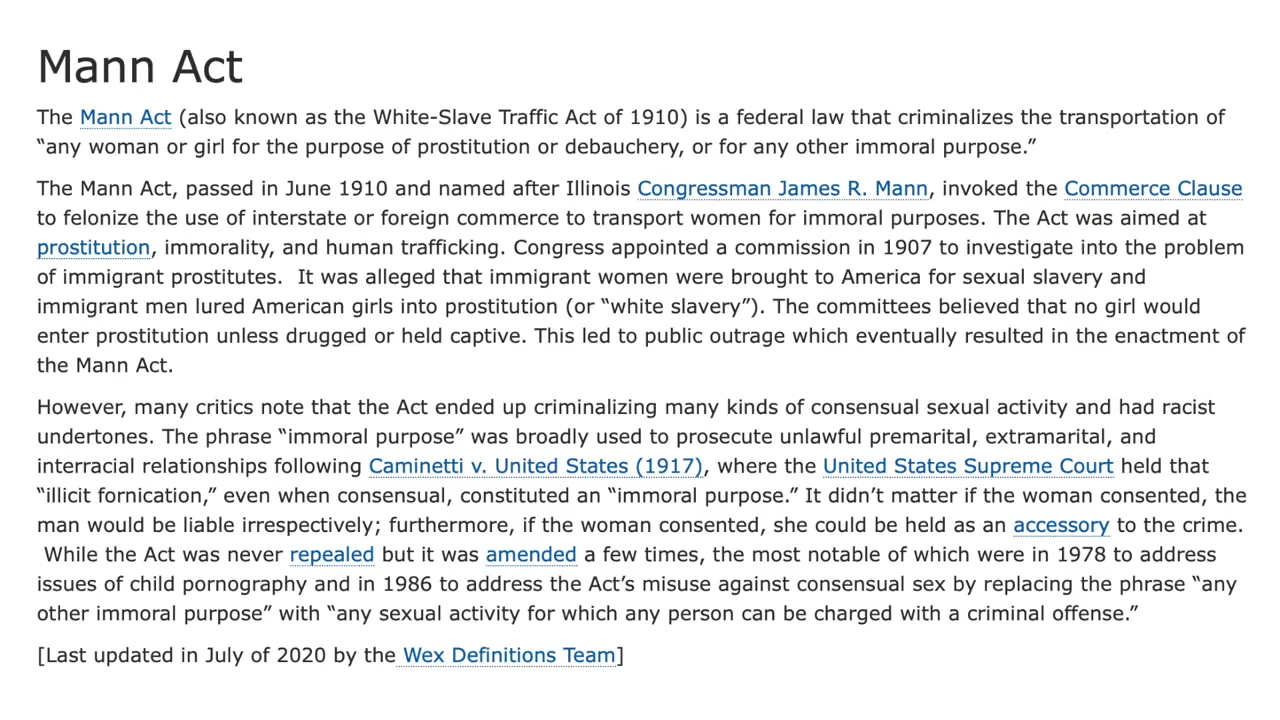 Mann Act
The Mann Act (also known as the White-Slave Traffic Act of 1910) is a federal law that criminalizes the transportation of
“any woman or girl for the purpose of prostitution or debauchery, or for any other immoral purpose.”
The Mann Act, passed in June 1910 and named after Illinois Congressman James R. Mann, invoked the Commerce Clause
to felonize the use of interstate or foreign commerce to transport women for immoral purposes. The Act was aimed at
prostitution, immorality, and human trafficking. Congress appointed a commission in 1907 to investigate into the problem
of immigrant prostitutes.  It was alleged that immigrant women were brought to America for sexual slavery and
immigrant men lured American girls into prostitution (or “white slavery”). The committees believed that no girl would
enter prostitution unless drugged or held captive. This led to public outrage which eventually resulted in the enactment of
the Mann Act.
However, many critics note that the Act ended up criminalizing many kinds of consensual sexual activity and had racist
undertones. The phrase “immoral purpose” was broadly used to prosecute unlawful premarital, extramarital, and
interracial relationships following Caminetti v. United States (1917), where the United States Supreme Court held that
“illicit fornication,” even when consensual, constituted an “immoral purpose.” It didn’t matter if the woman consented, the
man would be liable irrespectively; furthermore, if the woman consented, she could be held as an accessory to the crime.
While the Act was never repealed but it was amended a few times, the most notable of which were in 1978 to address
issues of child pornography and in 1986 to address the Act’s misuse against consensual sex by replacing the phrase “any
other immoral purpose” with “any sexual activity for which any person can be charged with a criminal offense.”
[Last updated in July of 2020 by the Wex Definitions Team]